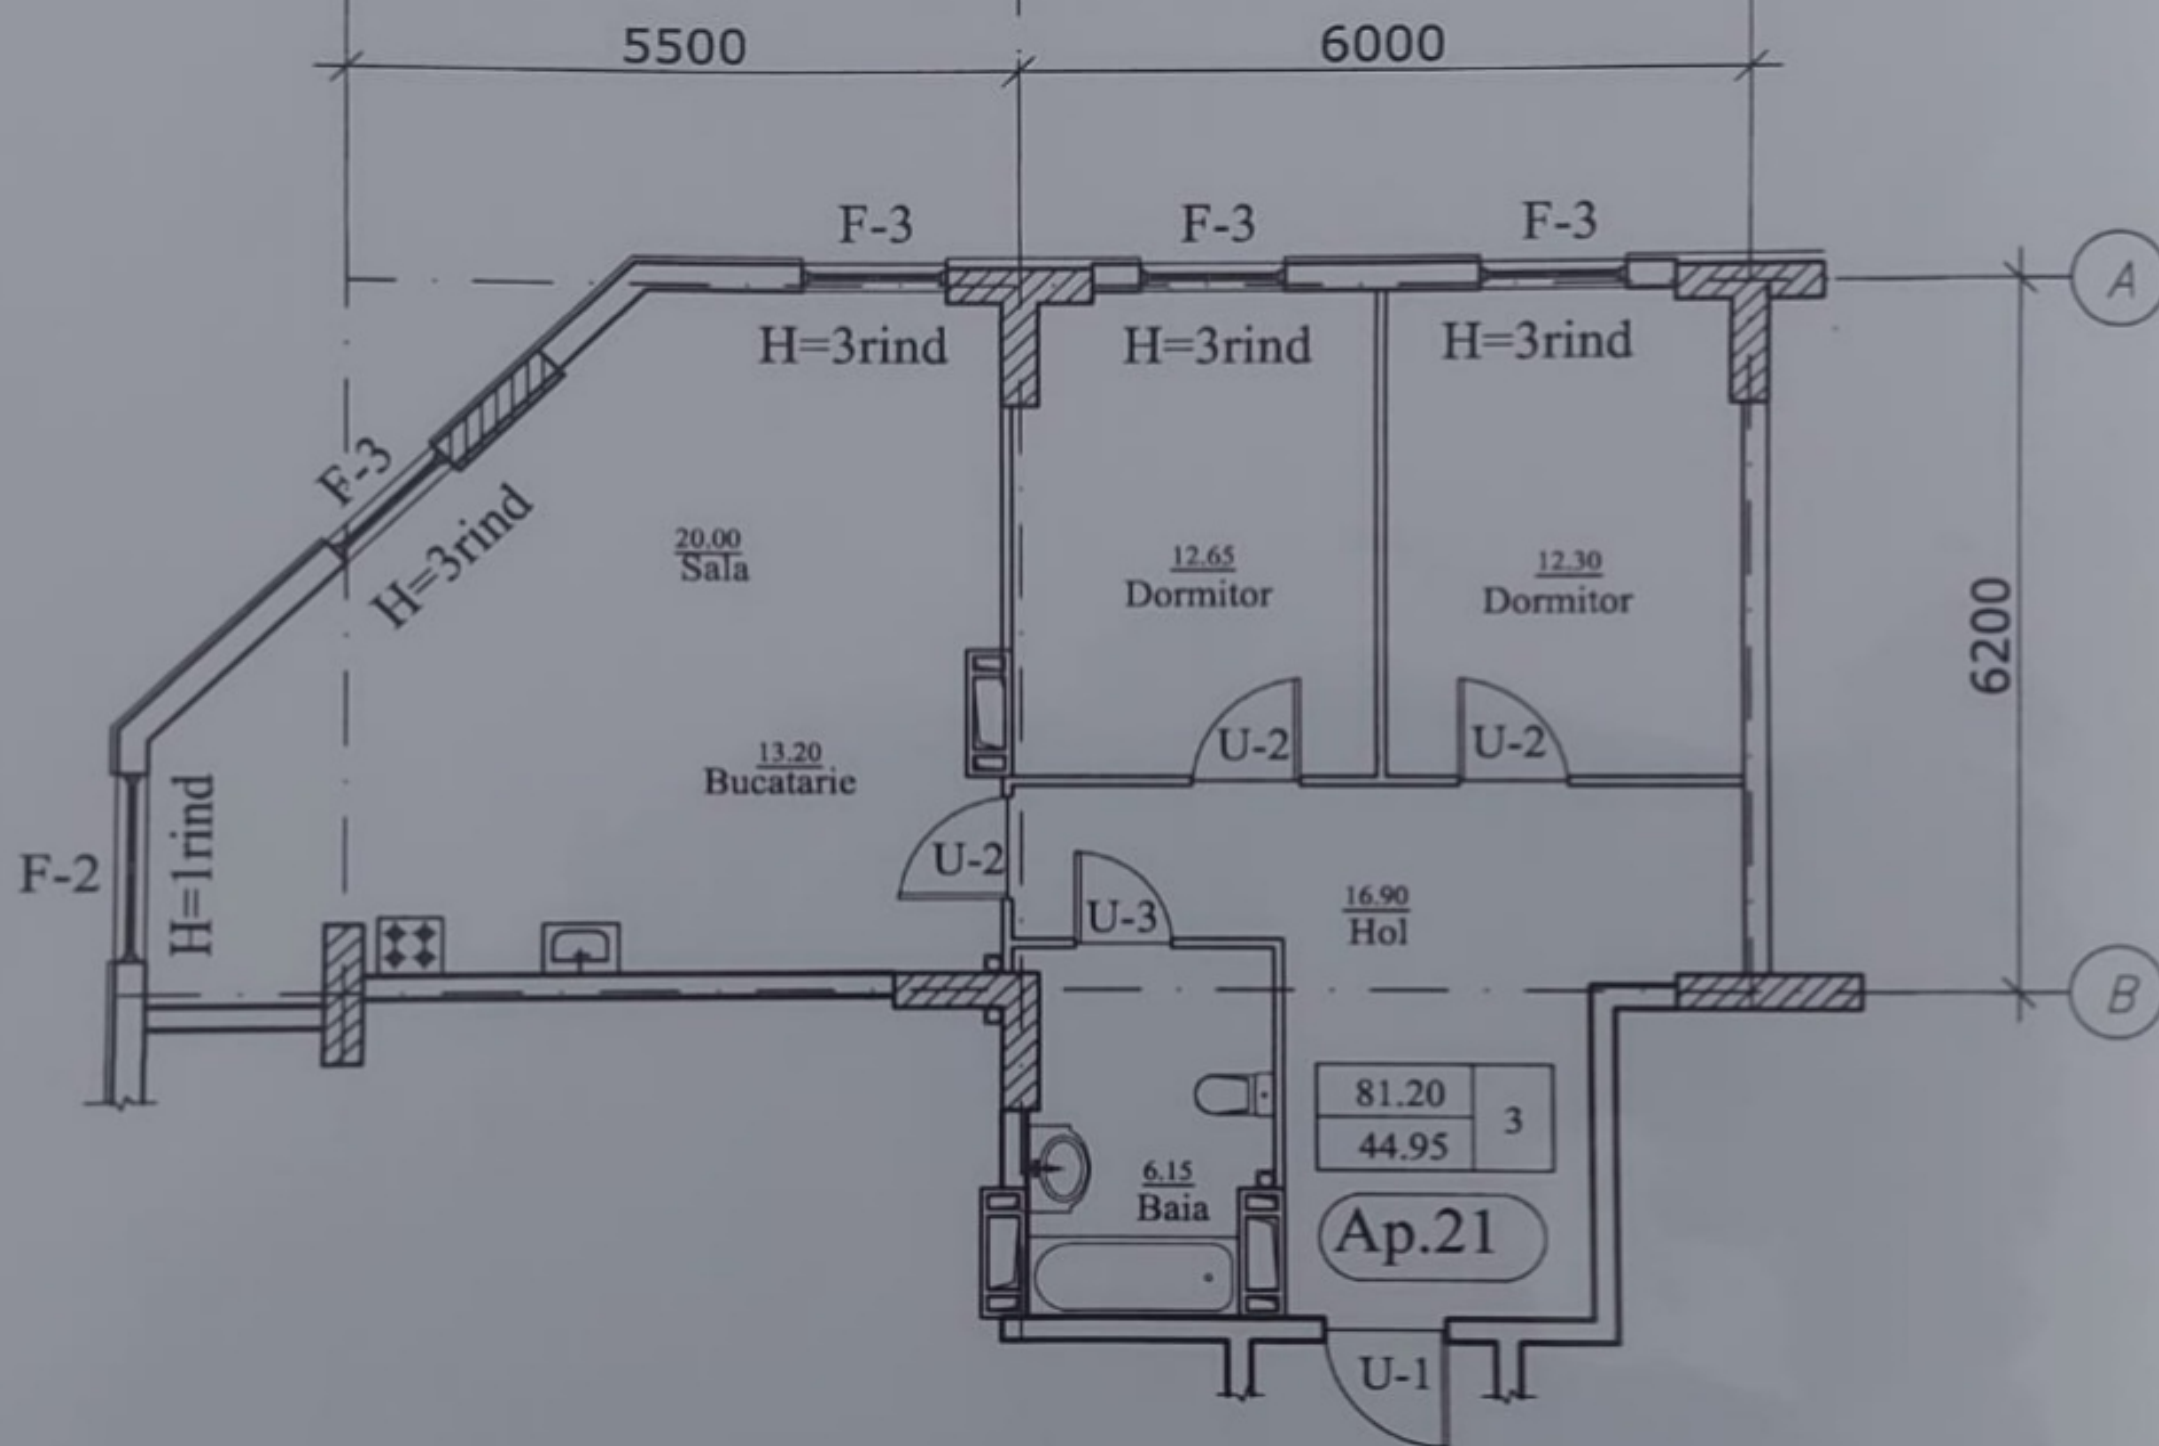 5500
6000
F-3
F-3
F-3
A
H=3rind
H=3rind
H=3rind
F-3
H=3rind
20.00
Sala
12.65
Dormitor
12.30
Dormitor
6200
U-2
U-2
13.20
Bucatarie
F-2
H=1rind
U-2
U-3
16.90
Hol
B
81.20
44.95
3
6.15
Baia
Ap.21
U-1